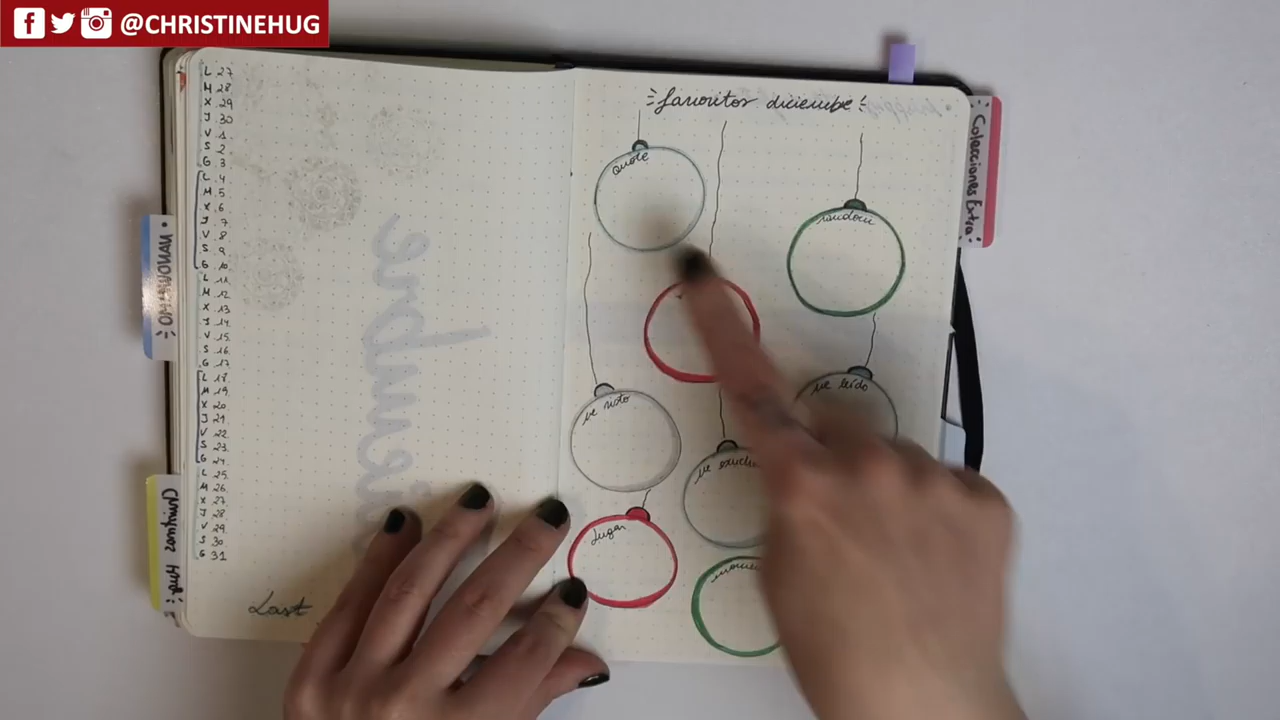 @CHRISTINEHUG
L 27
M 28
X 29
J 30
V 1
S 2
G 3
L 4
M 5
X 6
J 7
V 8
S 9
G 10
L 11
M 12
X 13
J 14
V 15
S 16
G 17
L 18
M 19
X 20
J 21
V 22
S 23
G 24
L 25
M 26
X 27
J 28
V 29
S 30
G 31
Last
favoritos diciembre
quote
random
he visto
he leído
lugar
Colecciones Extra